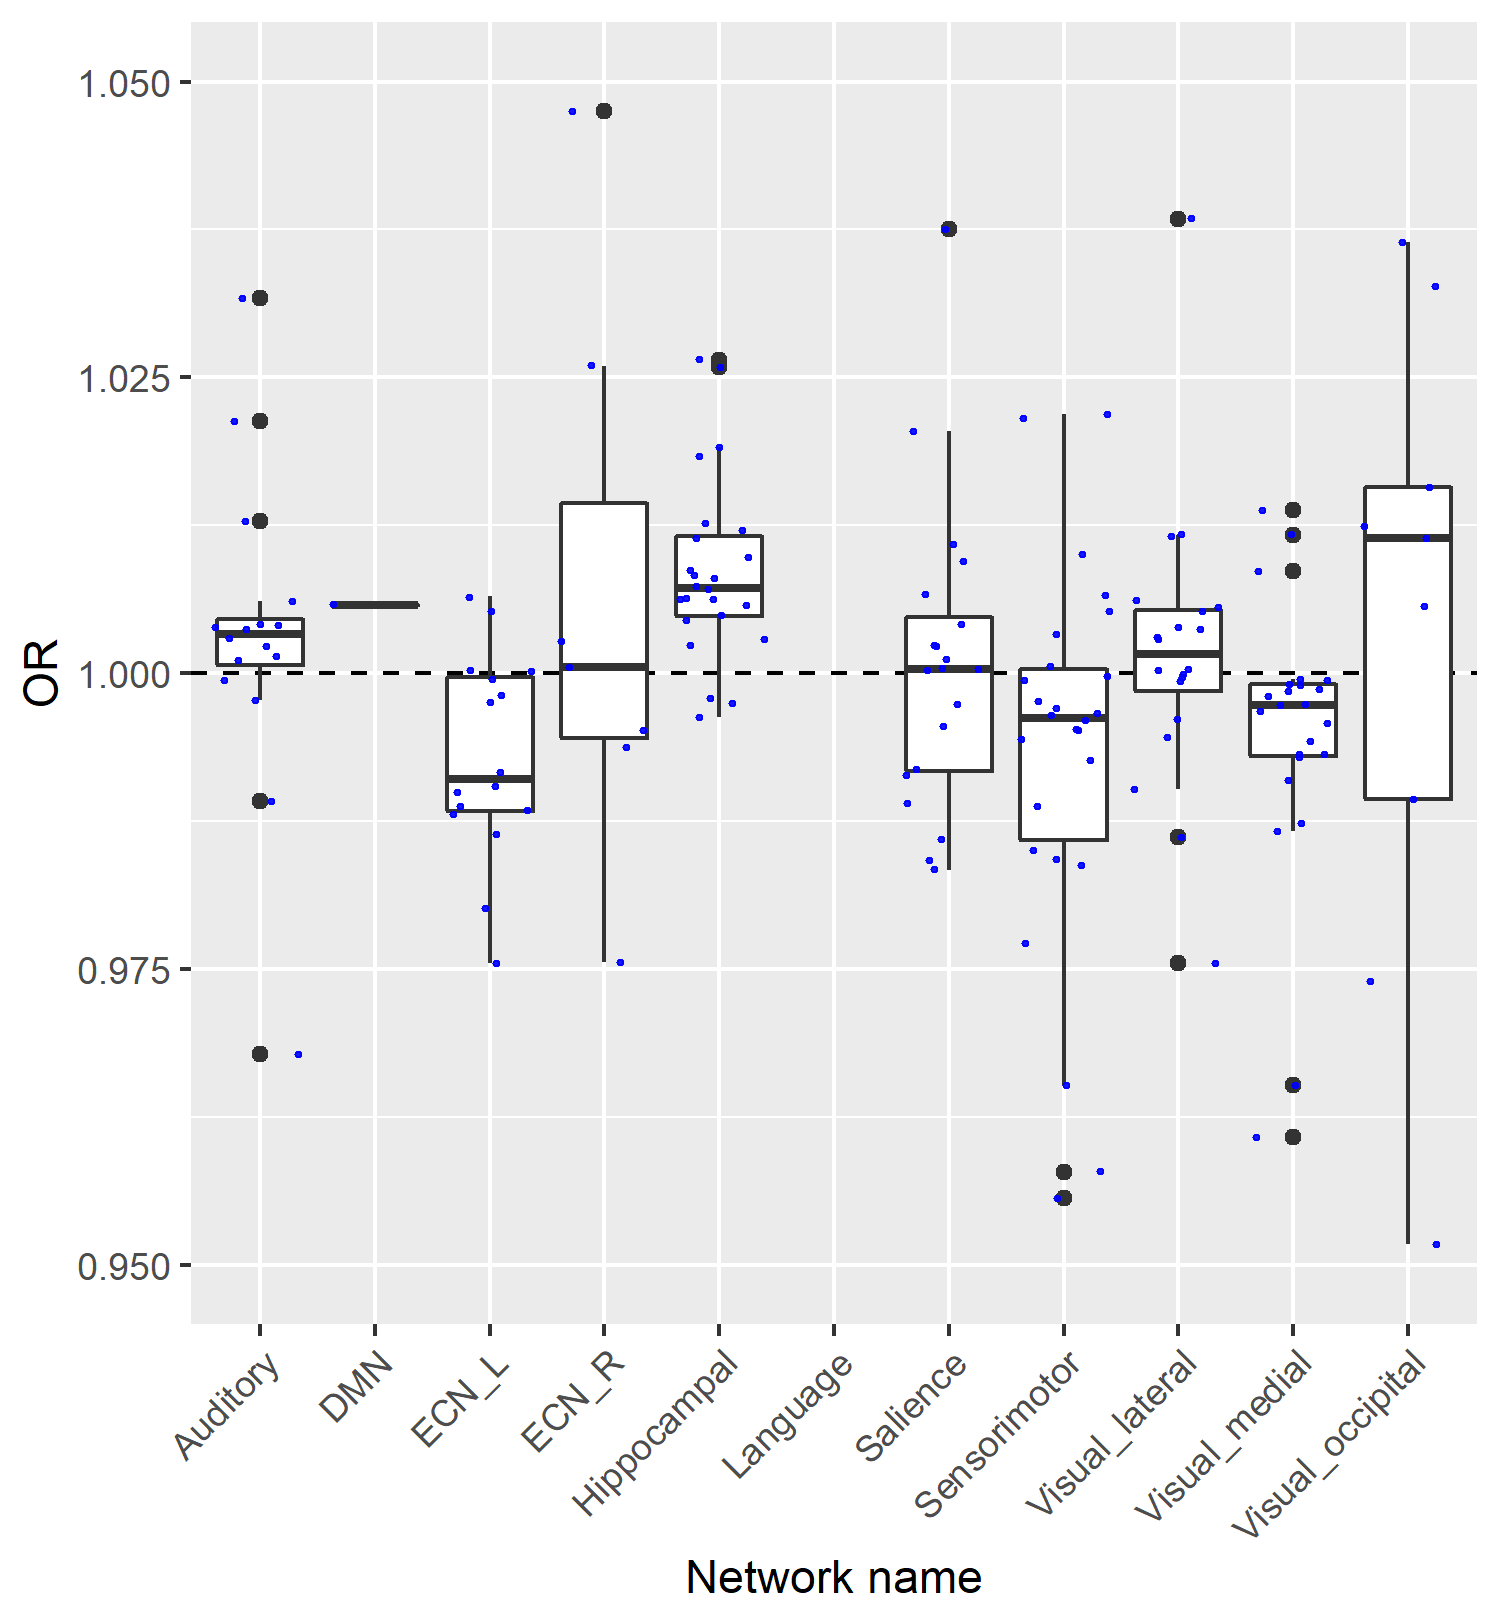 1.050
1.025
1.000
0.975
0.950
OR
Auditory
DMN
ECN_L
ECN_R
Hippocampal
Language
Salience
Sensorimotor
Visual_lateral
Visual_medial
Visual_occipital
Network name